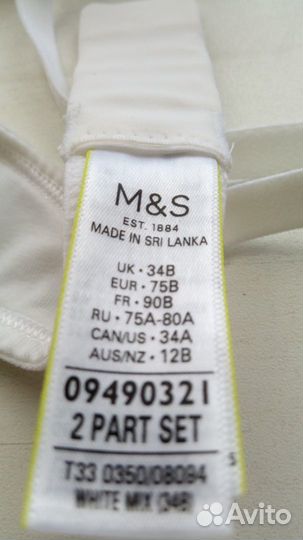 M&S
EST. 1884
MADE IN SRI LANKA
UK • 34B
EUR • 75B
FR • 90B
RU • 75A-80A
CAN/US • 34A
AUS/NZ • 12B
09490321
2 PART SET
T33 0350/08094
S
WHITE MIX (34B)
Avito